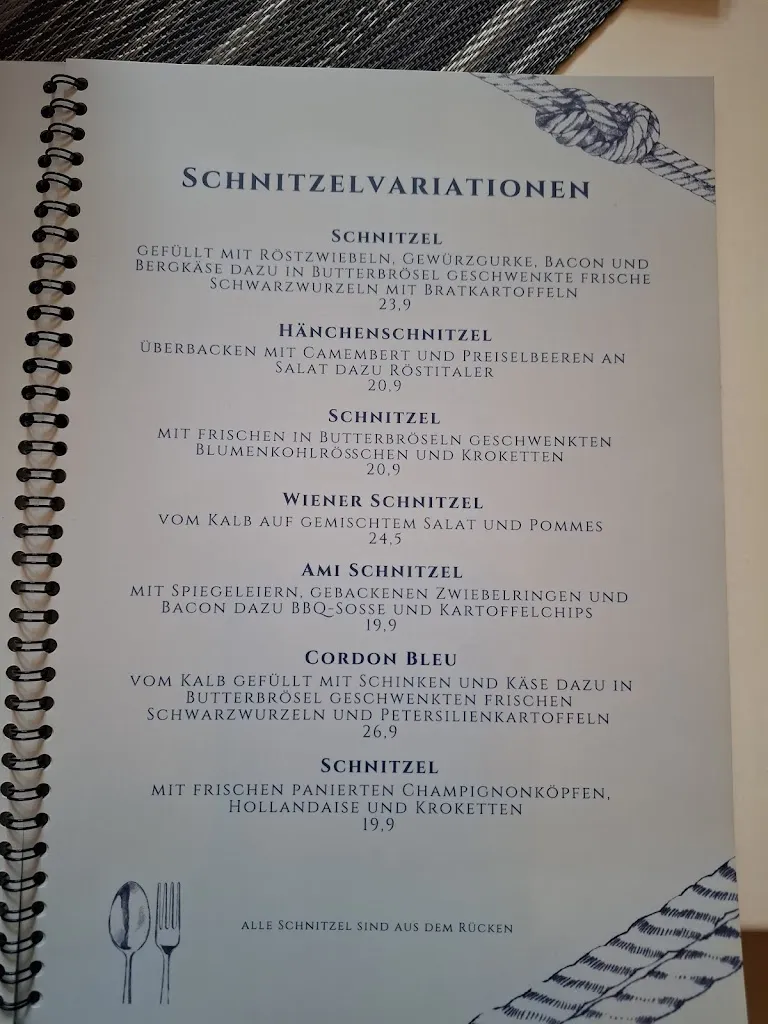 Schnitzelvariationen
Schnitzel
gefüllt mit Röstzwiebeln, Gewürzgurke, Bacon und
Bergkäse dazu in Butterbrösel geschwenkte frische
Schwarzwurzeln mit Bratkartoffeln
23,9
Hänchenschnitzel
überbacken mit Camembert und Preiselbeeren an
Salat dazu Röstitaler
20,9
Schnitzel
mit frischen in Butterbröseln geschwenkten
Blumenkohlrösschen und Kroketten
20,9
Wiener Schnitzel
vom Kalb auf gemischtem Salat und Pommes
24,5
Ami Schnitzel
mit Spiegeleiern, gebackenen Zwiebelringen und
Bacon dazu BBQ-Soße und Kartoffelchips
19,9
Cordon Bleu
vom Kalb gefüllt mit Schinken und Käse dazu in
Butterbrösel geschwenkten frischen
Schwarzwurzeln und Petersilienkartoffeln
26,9
Schnitzel
mit frischen panierten Champignonköpfen,
Hollandaise und Kroketten
19,9
alle Schnitzel sind aus dem Rücken